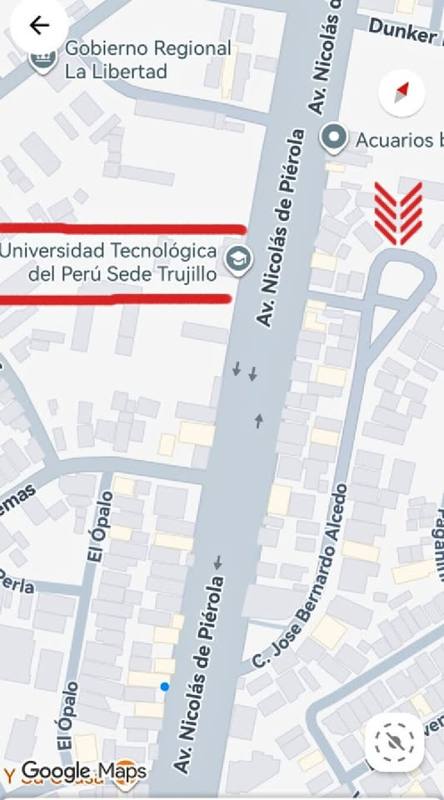 Gobierno Regional
La Libertad
Av. Nicolás d
Dunker
Acuarios b
Av. Nicolás de Piérola
Universidad Tecnológica
del Perú Sede Trujillo
emas
El Ópalo
C. Jose Bernardo Alcedo
Paganini
Perla
Av. Nicolás de Piérola
El Ópalo
Google Maps